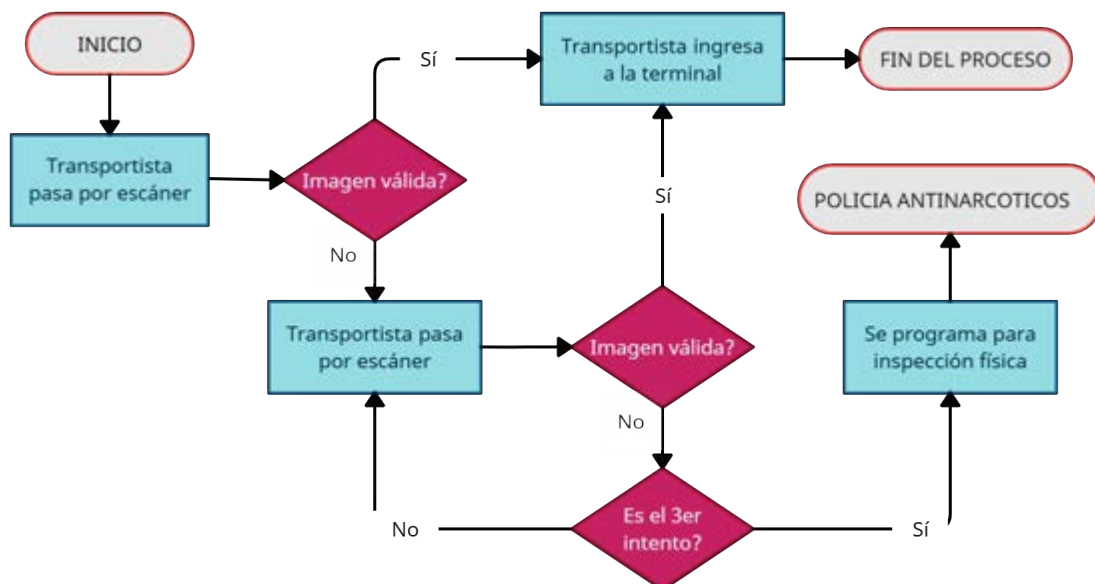 INICIO
Sí
Transportista ingresa
a la terminal
FIN DEL PROCESO
Transportista
pasa por escáner
Imagen válida?
Sí
POLICIA ANTINARCOTICOS
No
Transportista pasa
por escáner
Imagen válida?
Se programa para
inspección física
No
Es el 3er
intento?
No
Sí